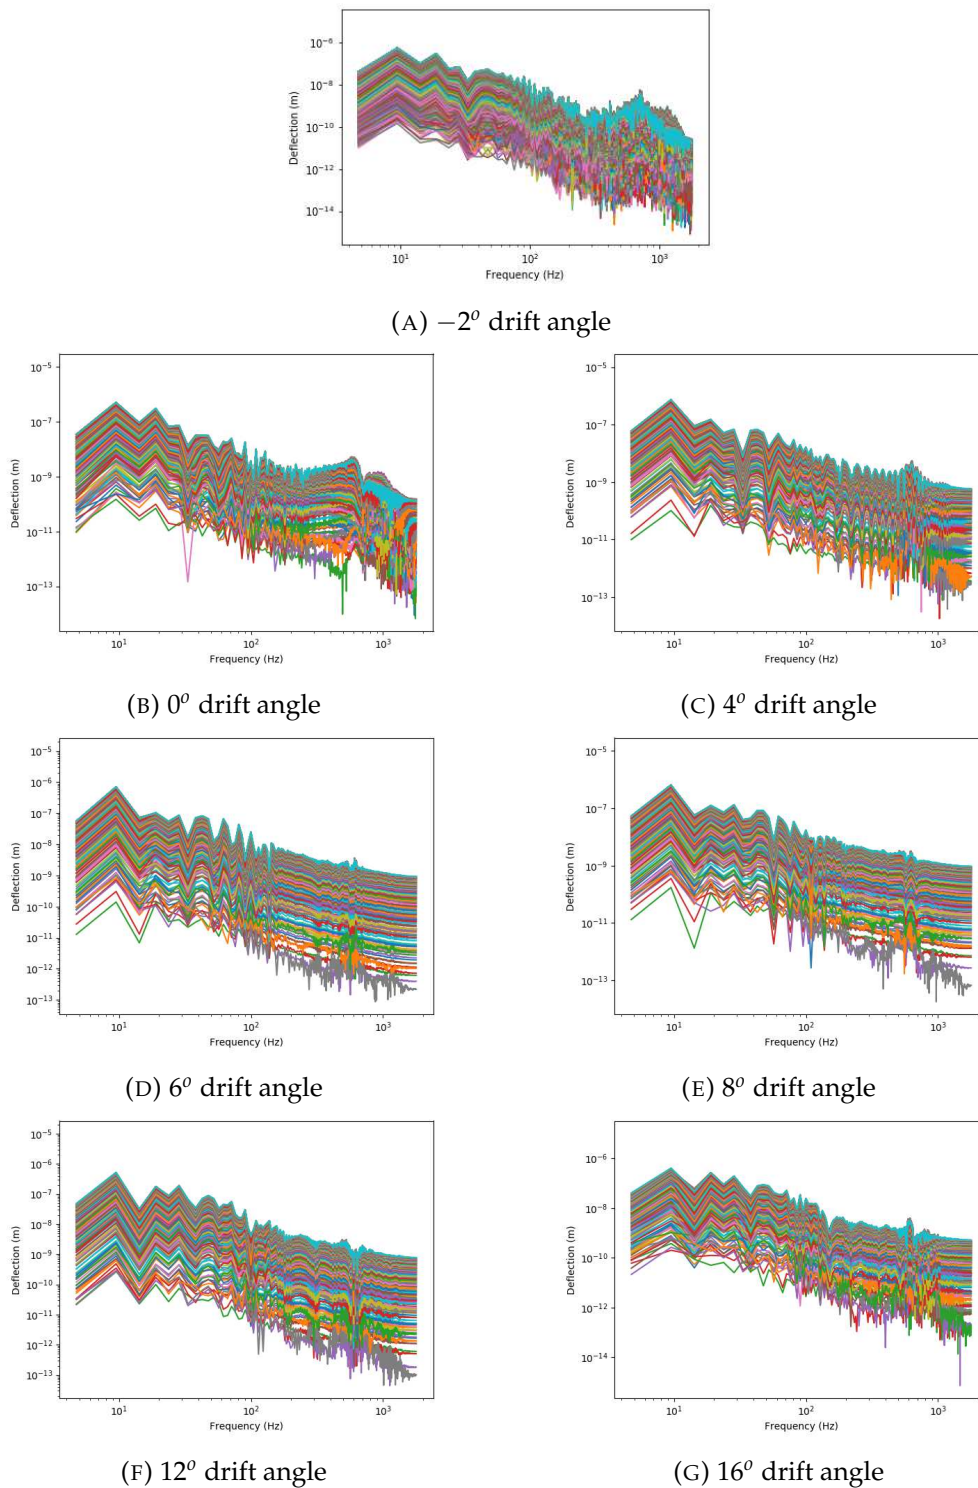 10⁻⁶
10⁻⁸
10⁻¹⁰
10⁻¹²
10⁻¹⁴
Deflection (m)
10¹ 10² 10³
Frequency (Hz)
(A) −2ᵒ drift angle
10⁻⁵
10⁻⁷
10⁻⁹
10⁻¹¹
10⁻¹³
Deflection (m)
10¹ 10² 10³
Frequency (Hz)
(B) 0ᵒ drift angle
10⁻⁵
10⁻⁷
10⁻⁹
10⁻¹¹
10⁻¹³
Deflection (m)
10¹ 10² 10³
Frequency (Hz)
(C) 4ᵒ drift angle
10⁻⁵
10⁻⁶
10⁻⁷
10⁻⁸
10⁻⁹
10⁻¹⁰
10⁻¹¹
10⁻¹²
10⁻¹³
Deflection (m)
10¹ 10² 10³
Frequency (Hz)
(D) 6ᵒ drift angle
10⁻⁵
10⁻⁷
10⁻⁹
10⁻¹¹
10⁻¹³
Deflection (m)
10¹ 10² 10³
Frequency (Hz)
(E) 8ᵒ drift angle
10⁻⁵
10⁻⁶
10⁻⁷
10⁻⁸
10⁻⁹
10⁻¹⁰
10⁻¹¹
10⁻¹²
10⁻¹³
Deflection (m)
10¹ 10² 10³
Frequency (Hz)
(F) 12ᵒ drift angle
10⁻⁶
10⁻⁸
10⁻¹⁰
10⁻¹²
10⁻¹⁴
Deflection (m)
10¹ 10² 10³
Frequency (Hz)
(G) 16ᵒ drift angle